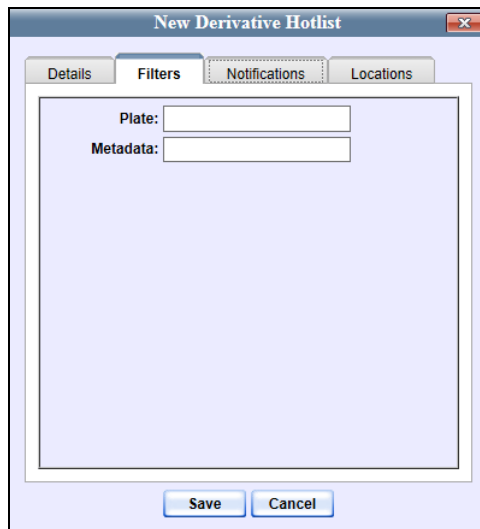 New Derivative Hotlist
Details Filters Notifications Locations
Plate:
Metadata:
Save Cancel